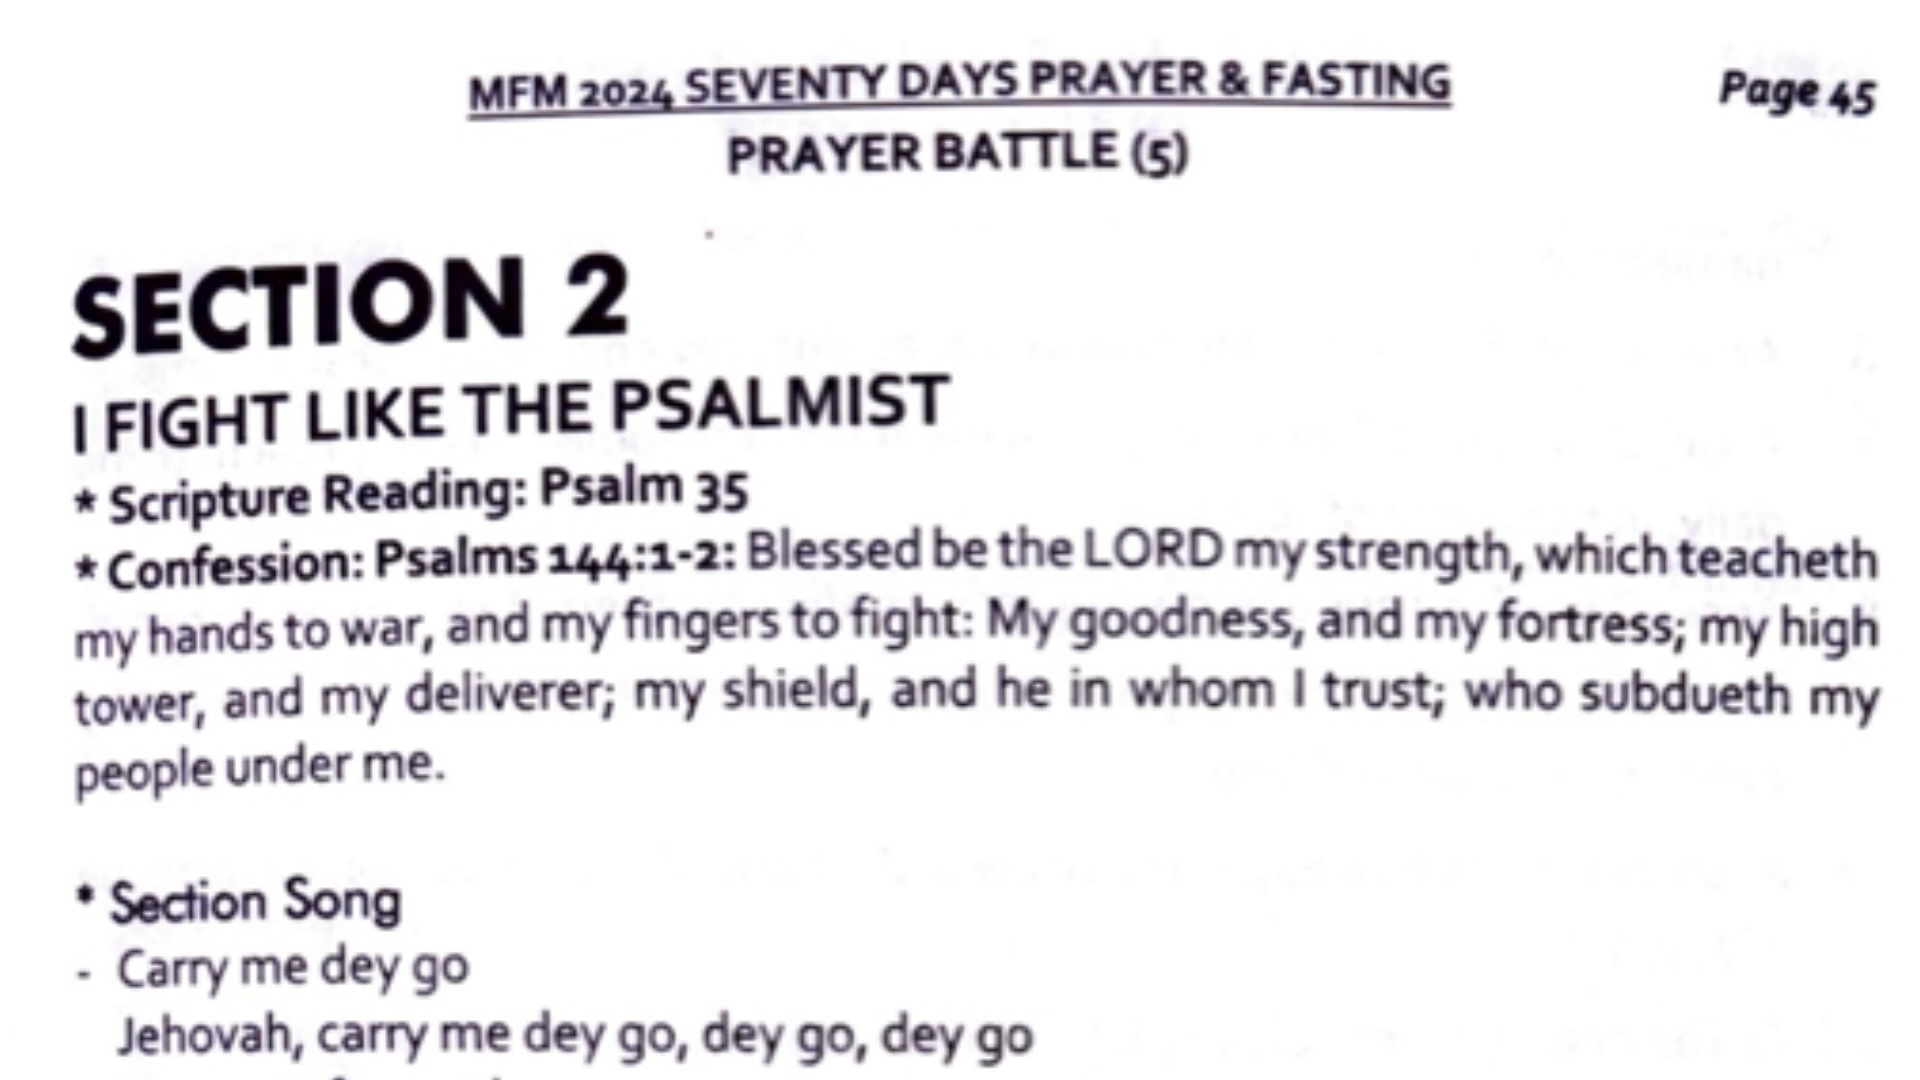 MFM 2024 SEVENTY DAYS PRAYER & FASTING Page 45
PRAYER BATTLE (5)
SECTION 2
I FIGHT LIKE THE PSALMIST
* Scripture Reading: Psalm 35
* Confession: Psalms 144:1-2: Blessed be the LORD my strength, which teacheth
my hands to war, and my fingers to fight: My goodness, and my fortress; my high
tower, and my deliverer; my shield, and he in whom I trust; who subdueth my
people under me.
* Section Song
- Carry me dey go
Jehovah, carry me dey go, dey go, dey go